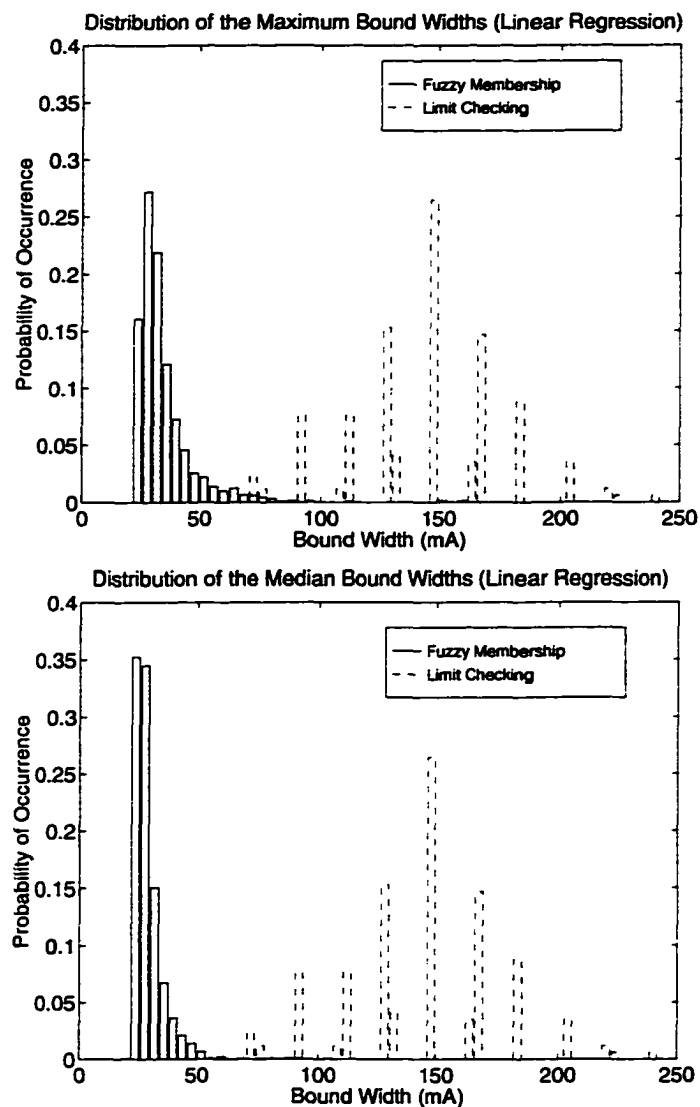 Distribution of the Maximum Bound Widths (Linear Regression)
0.4
0.35
0.3
0.25
0.2
0.15
0.1
0.05
0
Probability of Occurrence
Fuzzy Membership
Limit Checking
0 50 100 150 200 250
Bound Width (mA)
Distribution of the Median Bound Widths (Linear Regression)
0.4
0.35
0.3
0.25
0.2
0.15
0.1
0.05
0
Probability of Occurrence
Fuzzy Membership
Limit Checking
0 50 100 150 200 250
Bound Width (mA)